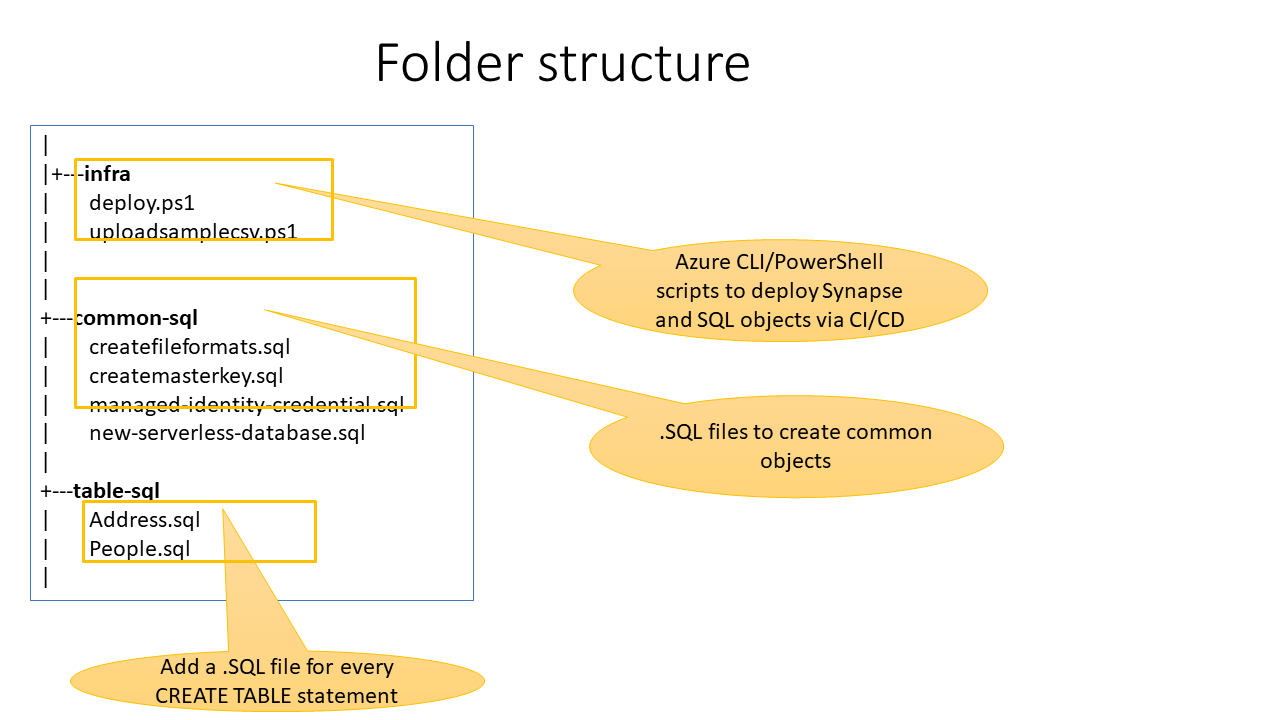 Folder structure
|
|+---infra
|    deploy.ps1
|    uploadsamplecsv.ps1
|
|
+---common-sql
|    createfileformats.sql
|    createmasterkey.sql
|    managed-identity-credential.sql
|    new-serverless-database.sql
|
+---table-sql
|    Address.sql
|    People.sql
|
Azure CLI/PowerShell
scripts to deploy Synapse
and SQL objects via CI/CD
.SQL files to create common
objects
Add a .SQL file for every
CREATE TABLE statement